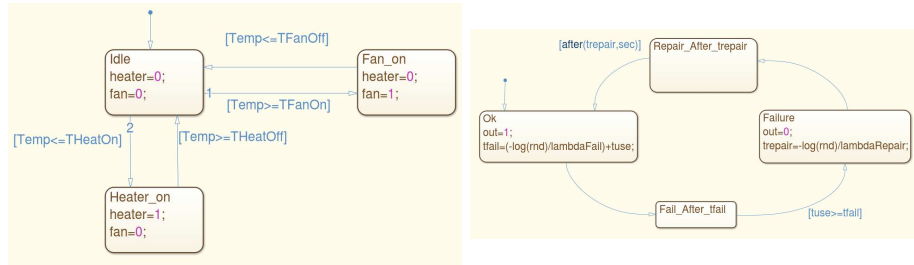 [Temp<=TFanOff]
Idle
heater=0;
fan=0;
Fan_on
heater=0;
fan=1;
1
[Temp>=TFanOn]
2
[Temp<=THeatOn]
[Temp>=THeatOff]
Heater_on
heater=1;
fan=0;
[after(trepair,sec)]
Repair_After_trepair
Ok
out=1;
tfail=(-log(rnd)/lambdaFail)+tuse;
Failure
out=0;
trepair=-log(rnd)/lambdaRepair;
Fail_After_tfail
[tuse>=tfail]